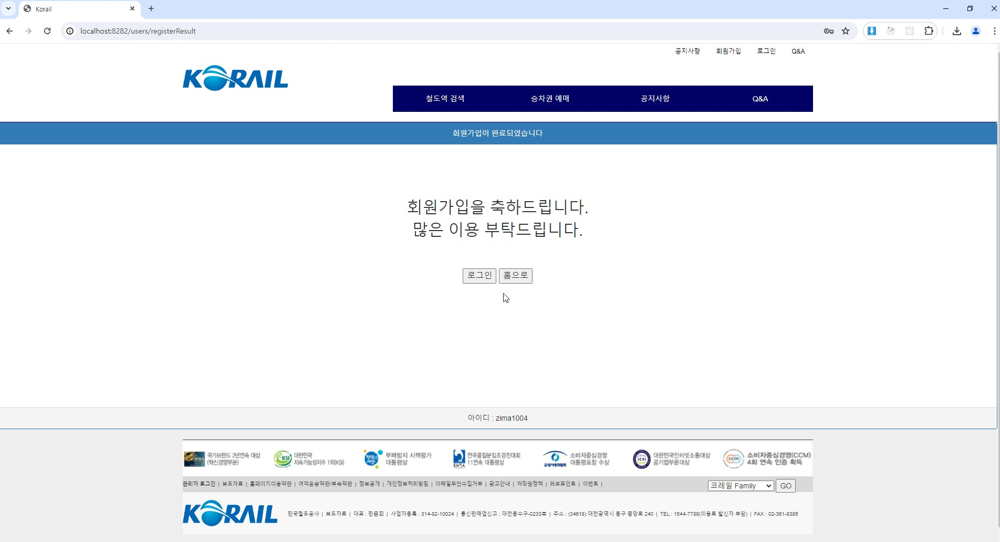 Korail
localhost:8282/users/registerResult
공지사항 회원가입 로그인 Q&A
KORAIL
철도역 검색 승차권 예매 공지사항 Q&A
회원가입이 완료되었습니다
회원가입을 축하드립니다.
많은 이용 부탁드립니다.
로그인 홈으로
아이디 : zima1004
NBA 2012 국가브랜드 2년연속 대상
(혁신경영부분)
KSI 대한민국
지속가능성지수 1위(KSI)
부패방지 시책평가
대통령상
전국품질분임조경진대회
11연속 대통령상
공정거래위원회 소비자중심경영
대통령표창 수상
ICSI 대한민국인터넷소통대상
공기업부문대상
ccm 소비자중심경영(CCM)
4회 연속 인증 획득
관리자 로그인 | 보도자료 | 홈페이지이용약관 | 여객운송약관/부속약관 | 정보공개 | 개인정보처리방침 | 이메일무단수집거부 | 광고안내 | 저작권정책 | 러브포인트 | 이벤트 |
코레일 Family GO
KORAIL
한국철도공사 | 보도자료 | 대표 : 한문희 | 사업자등록 : 314-82-10024 | 통신판매업신고 : 대전동수구-0233호 | 주소 : (34618) 대전광역시 동구 중앙로 240 | TEL : 1544-7788(이용료 발신자 부담) | FAX : 02-361-8385